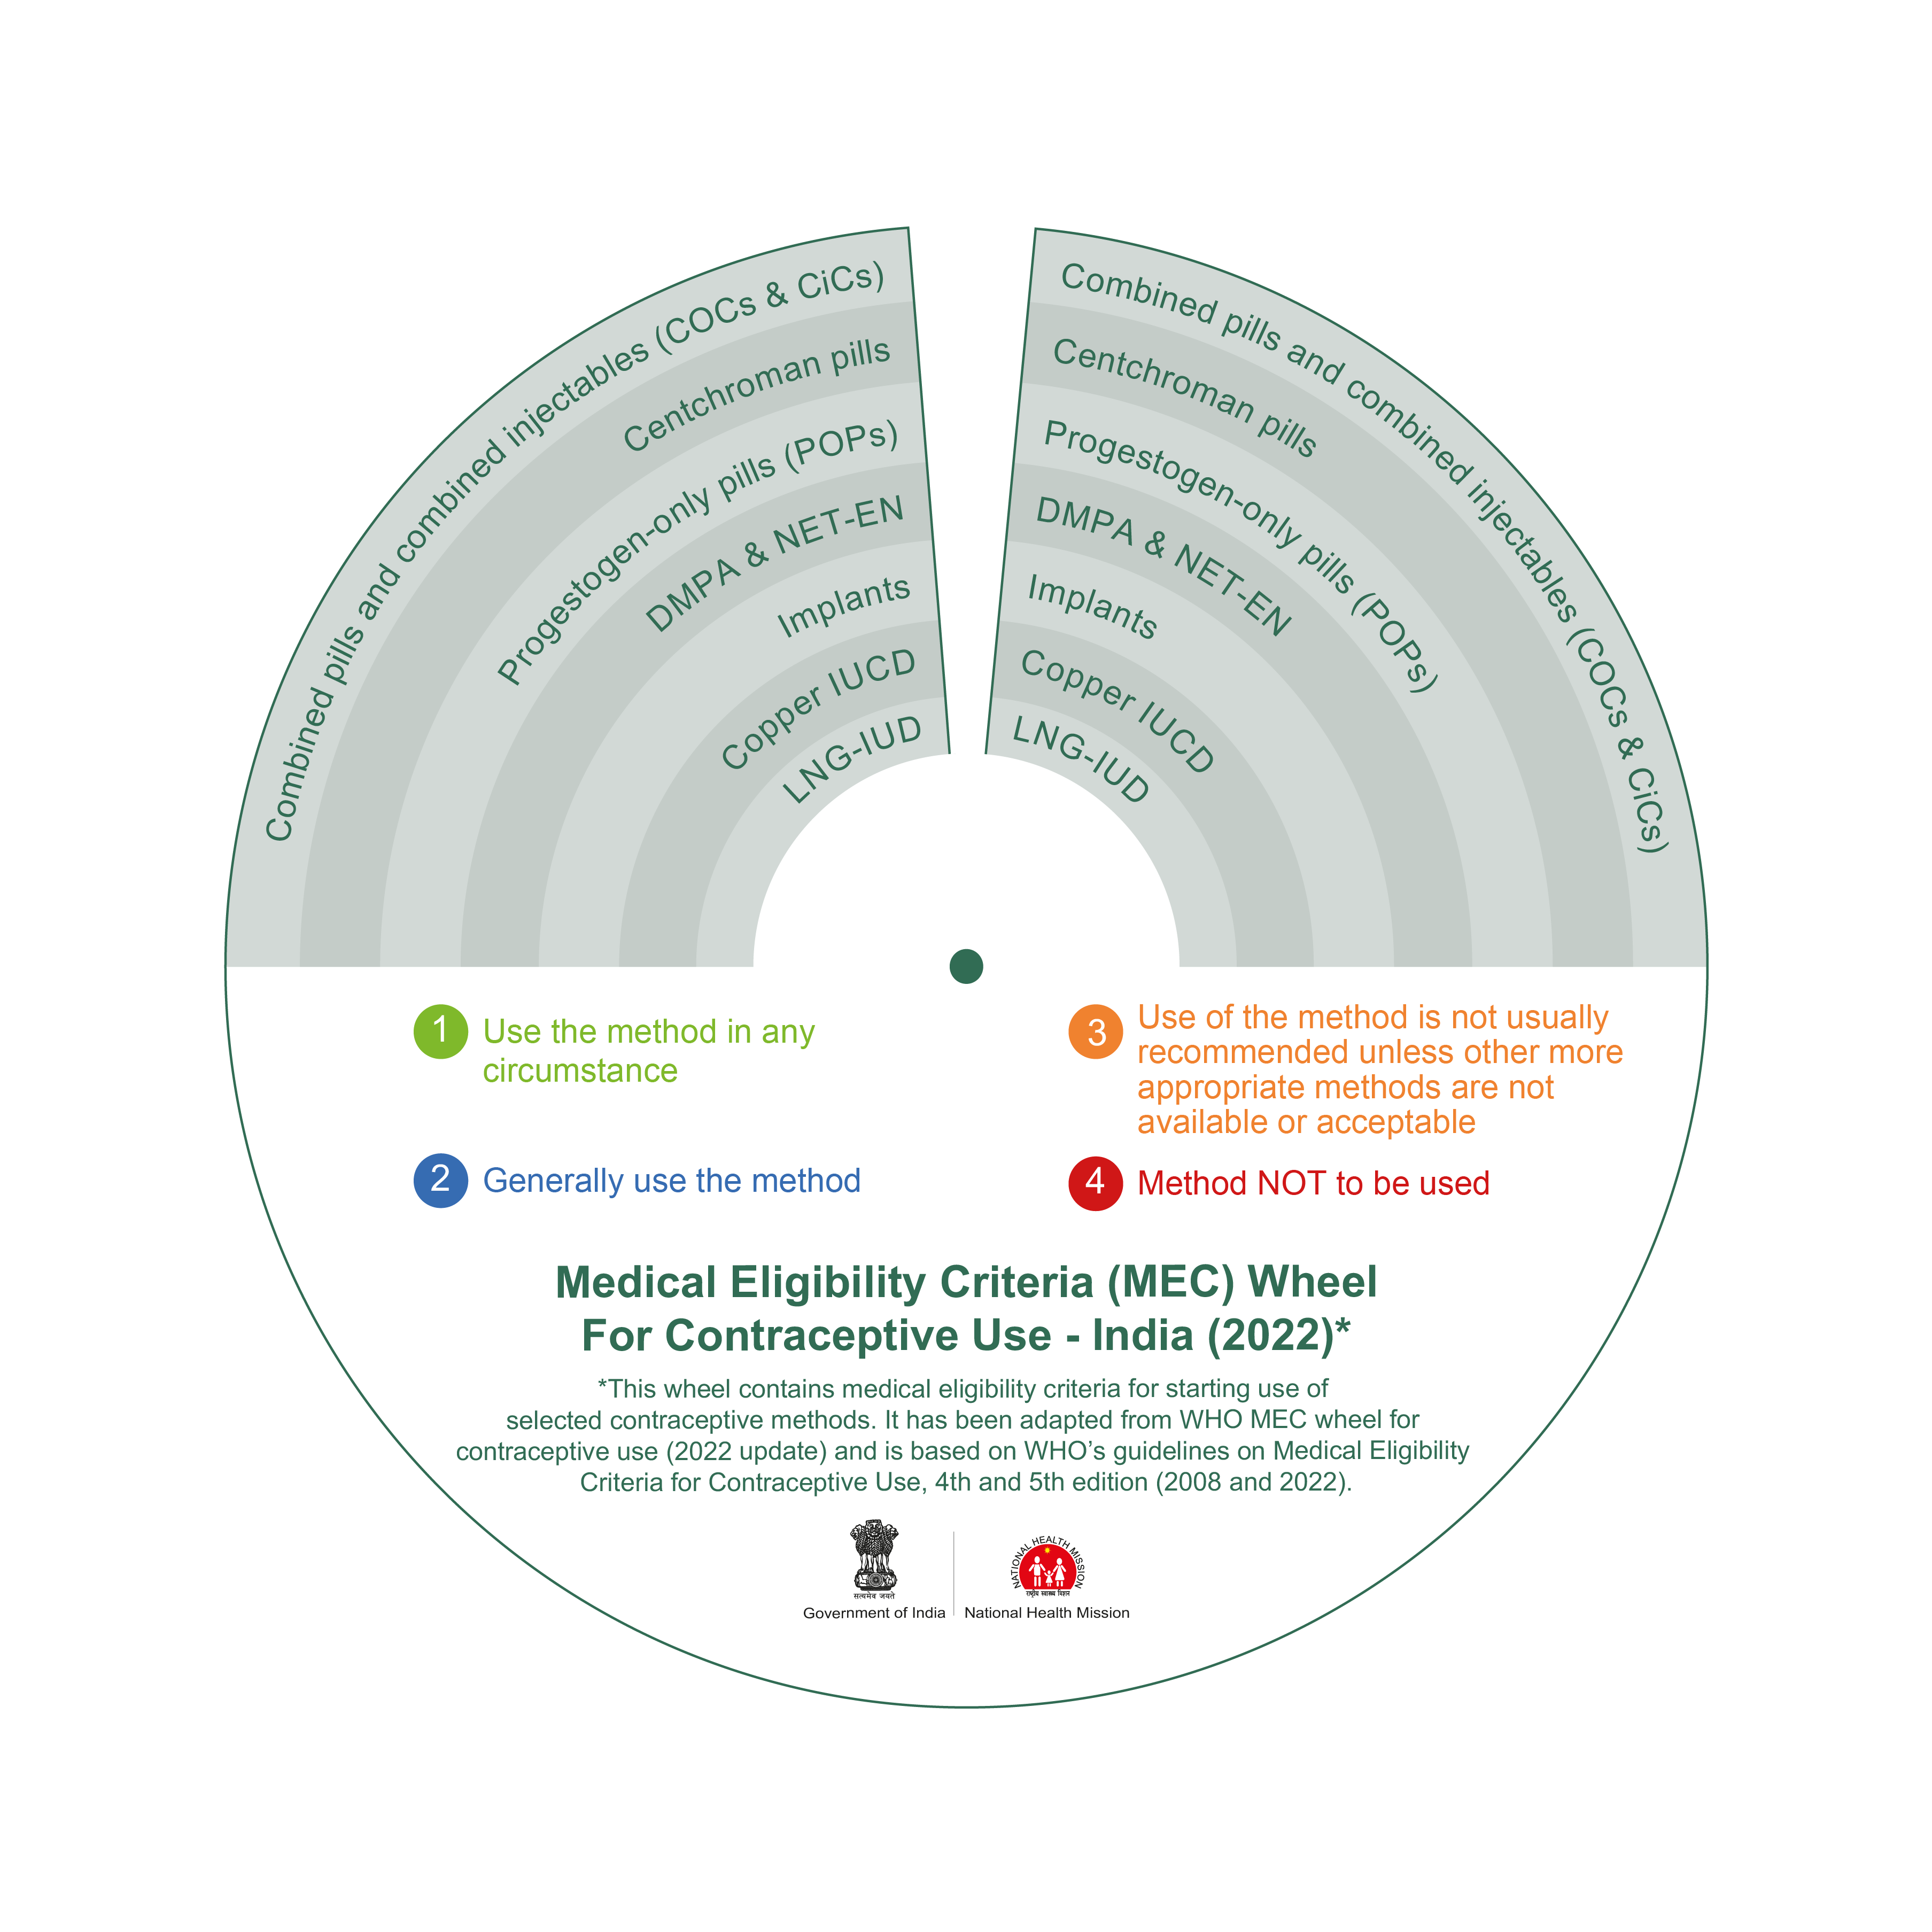 Combined pills and combined injectables (COCs & CiCs)
Centchroman pills
Progestogen-only pills (POPs)
DMPA & NET-EN
Implants
Copper IUCD
LNG-IUD
Combined pills and combined injectables (COCs & CiCs)
Centchroman pills
Progestogen-only pills (POPs)
DMPA & NET-EN
Implants
Copper IUCD
LNG-IUD
1 Use the method in any
circumstance
2 Generally use the method
3 Use of the method is not usually
recommended unless other more
appropriate methods are not
available or acceptable
4 Method NOT to be used
Medical Eligibility Criteria (MEC) Wheel
For Contraceptive Use - India (2022)*
*This wheel contains medical eligibility criteria for starting use of
selected contraceptive methods. It has been adapted from WHO MEC wheel for
contraceptive use (2022 update) and is based on WHO’s guidelines on Medical Eligibility
Criteria for Contraceptive Use, 4th and 5th edition (2008 and 2022).
सत्यमेव जयते
Government of India
NATIONAL HEALTH MISSION
राष्ट्रीय स्वास्थ्य मिशन
National Health Mission